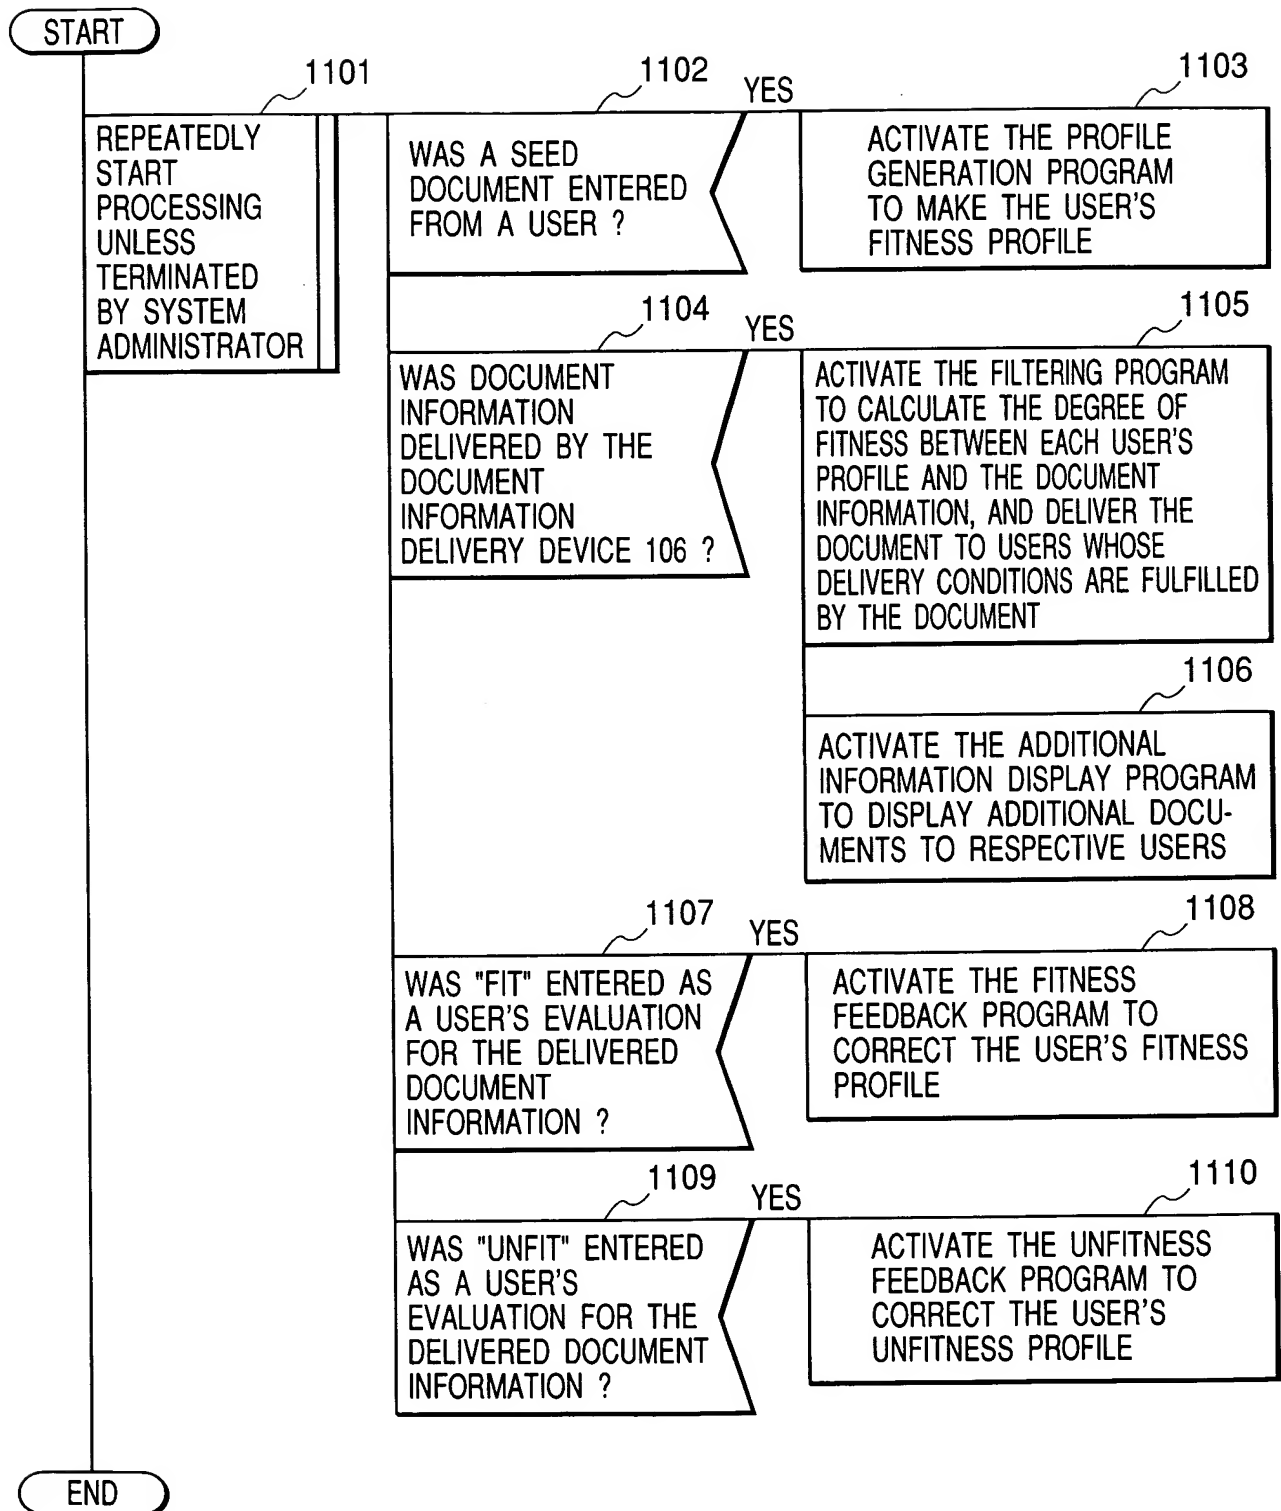 START
1101
REPEATEDLY
START
PROCESSING
UNLESS
TERMINATED
BY SYSTEM
ADMINISTRATOR
1102
WAS A SEED
DOCUMENT ENTERED
FROM A USER ?
YES
1103
ACTIVATE THE PROFILE
GENERATION PROGRAM
TO MAKE THE USER'S
FITNESS PROFILE
1104
WAS DOCUMENT
INFORMATION
DELIVERED BY THE
DOCUMENT
INFORMATION
DELIVERY DEVICE 106 ?
YES
1105
ACTIVATE THE FILTERING PROGRAM
TO CALCULATE THE DEGREE OF
FITNESS BETWEEN EACH USER'S
PROFILE AND THE DOCUMENT
INFORMATION, AND DELIVER THE
DOCUMENT TO USERS WHOSE
DELIVERY CONDITIONS ARE FULFILLED
BY THE DOCUMENT
1106
ACTIVATE THE ADDITIONAL
INFORMATION DISPLAY PROGRAM
TO DISPLAY ADDITIONAL DOCU-
MENTS TO RESPECTIVE USERS
1107
WAS "FIT" ENTERED AS
A USER'S EVALUATION
FOR THE DELIVERED
DOCUMENT
INFORMATION ?
YES
1108
ACTIVATE THE FITNESS
FEEDBACK PROGRAM TO
CORRECT THE USER'S FITNESS
PROFILE
1109
WAS "UNFIT" ENTERED
AS A USER'S
EVALUATION FOR THE
DELIVERED DOCUMENT
INFORMATION ?
YES
1110
ACTIVATE THE UNFITNESS
FEEDBACK PROGRAM TO
CORRECT THE USER'S
UNFITNESS PROFILE
END